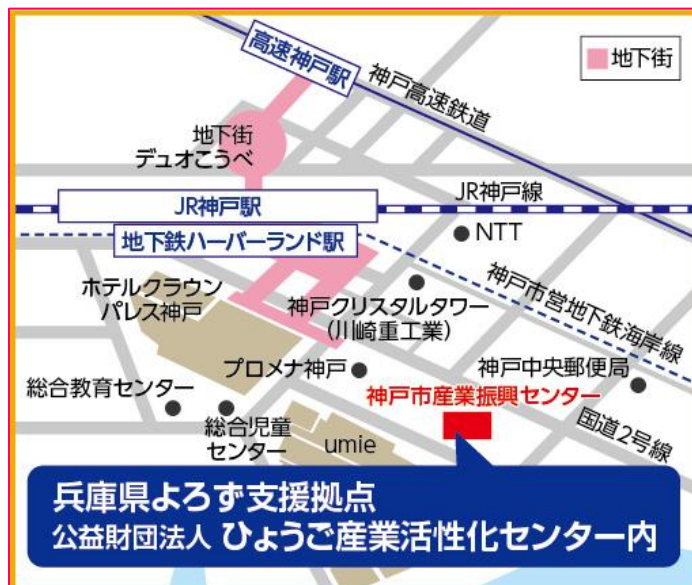 高速神戸駅
神戸高速鉄道
地下街
地下街
デュオこうべ
JR神戸線
JR神戸駅
地下鉄ハーバーランド駅
NTT
ホテルクラウン
パレス神戸
神戸クリスタルタワー
(川崎重工業)
神戸市営地下鉄海岸線
プロメナ神戸
神戸中央郵便局
総合教育センター
神戸市産業振興センター
総合児童
センター
umie
国道2号線
兵庫県よろず支援拠点
公益財団法人 ひょうご産業活性化センター内